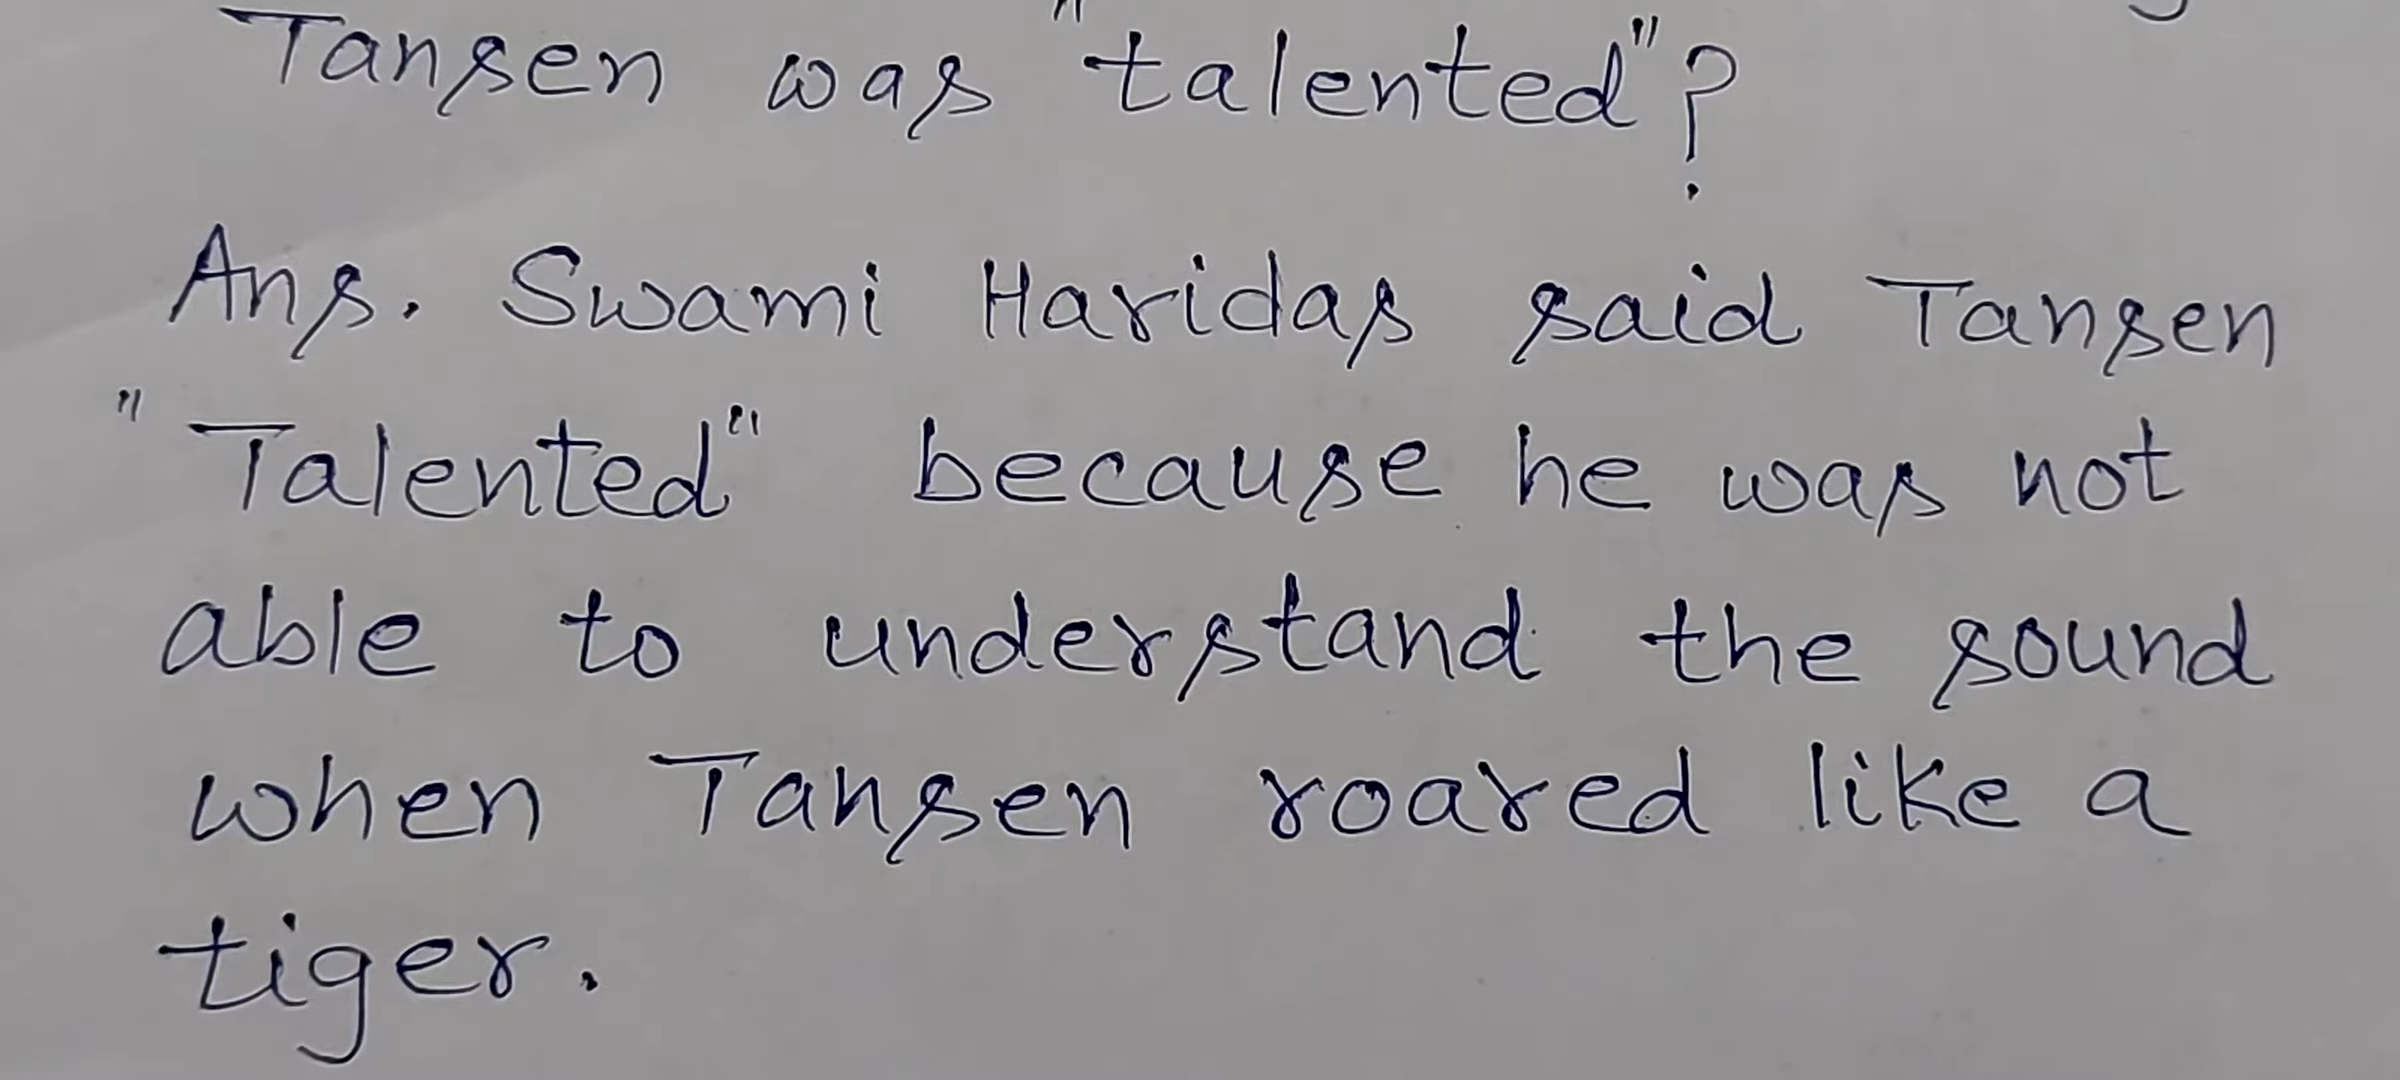 Tansen was "talented"?
Ans. Swami Haridas said Tansen
"Talented" because he was not
able to understand the sound
when Tansen roared like a
tiger.